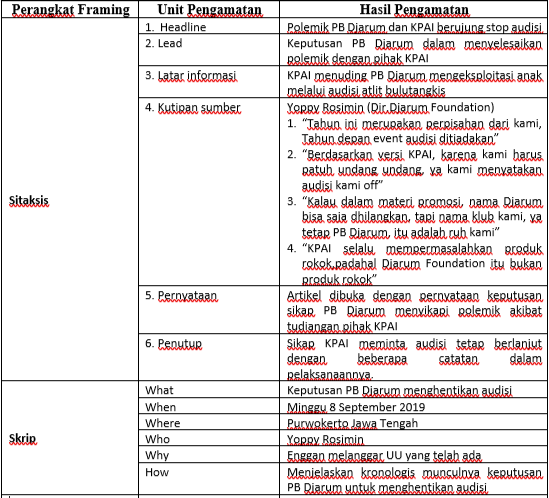 Perangkat Framing Unit Pengamatan Hasil Pengamatan
Sitaksis
1. Headline
Polemik PB Djarum dan KPAI berujung stop audisi
2. Lead
Keputusan PB Djarum dalam menyelesaikan
polemik dengan pihak KPAI
3. Latar informasi
KPAI menuding PB Djarum mengeksploitasi anak
melalui audisi atlit bulutangkis
4. Kutipan sumber
Yoppy Rosimin (Dir.Djarum Foundation)
1. “Tahun ini merupakan perpisahan dari kami,
Tahun depan event audisi ditiadakan”
2. “Berdasarkan versi KPAI, karena kami harus
patuh undang undang, ya kami menyatakan
audisi kami off”
3. “Kalau dalam materi promosi, nama Djarum
bisa saja dhilangkan, tapi nama klub kami, ya
tetap PB Djarum, itu adalah ruh kami”
4. “KPAI selalu mempermasalahkan produk
rokok,padahal Djarum Foundation itu bukan
produk rokok”
5. Pernyataan
Artikel dibuka dengan pernyataan keputusan
sikap PB Djarum menyikapi polemik akibat
tudiangan pihak KPAI
6. Penutup
Sikap KPAI meminta audisi tetap berlanjut
dengan beberapa catatan dalam
pelaksanaannya.
Skrip
What
Keputusan PB Djarum menghentikan audisi
When
Minggu 8 September 2019
Where
Purwokerto Jawa Tengah
Who
Yoppy Rosimin
Why
Enggan melanggar UU yang telah ada
How
Menjelaskan kronologis munculnya keputusan
PB Djarum untuk menghentikan audisi